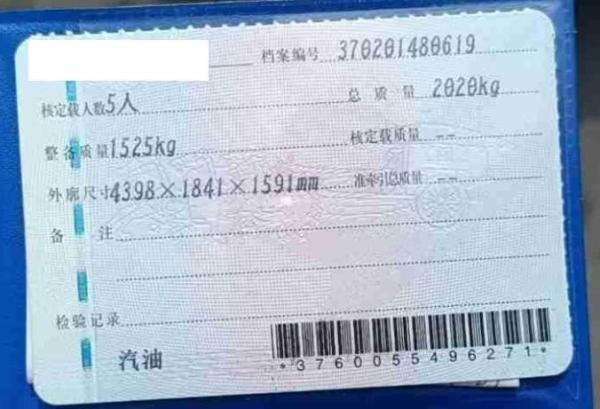 档案编号 370201480619
核定载人数 5人 总质量 2020kg
整备质量 1525kg 核定载质量 --
外廓尺寸 4398×1841×1591mm 准牵引总质量 --
备注
检验记录
汽油
*3760055496271*